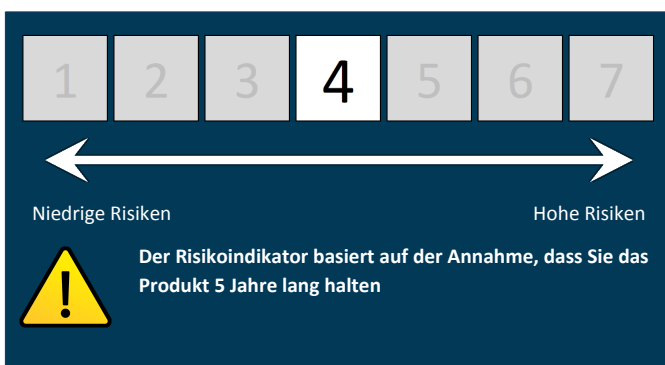 1 2 3 4 5 6 7
Niedrige Risiken Hohe Risiken
Der Risikoindikator basiert auf der Annahme, dass Sie das
Produkt 5 Jahre lang halten